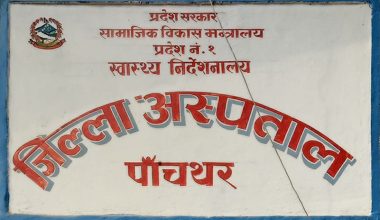 प्रदेश सरकार
सामाजिक विकास मन्त्रालय
प्रदेश नं. १
स्वास्थ्य निर्देशनालय
जिल्ला अस्पताल
पाँचथर